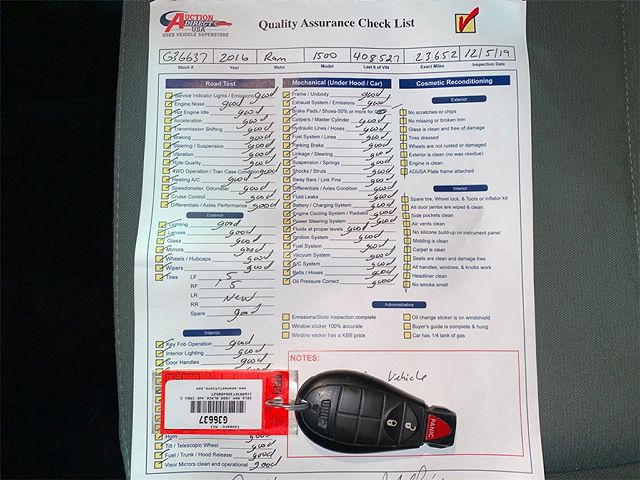 AUCTION
DIRECT
USA
USED VEHICLE SUPERSTORE
Quality Assurance Check List
G36637 2016 Ram 1500 408527 23652 12/5/19
Stock # Year Make Model Last 6 of VIN Exact Miles Inspection Date
Road Test
Service Indicator Lights / Emissions good
Engine Noise good
Hot Engine Idle good
Acceleration good
Transmission Shifting good
Braking good
Steering / Suspension good
Vibration good
Ride Quality good
4WD Operation / Tran Case Condition good
Heating A/C good
Speedometer, Odometer good
Cruise Control good
Differentials / Axles Performance good
Exterior
Lighting good
Lenses good
Glass good
Mirrors good
Wheels / Hubcaps good
Wipers good
Tires LF .5
RF .5
LR New
RR
Spare good
Interior
Key Fob Operation good
Interior Lighting good
Door Handles good
Horn good
Tilt / Telescopic Wheel good
Fuel / Trunk / Hood Release good
Visor Mirrors clean and operational good
Mechanical (Under Hood / Car)
Frame / Unibody good
Exhaust System / Emissions good
Brake Pads / Shoes-50% or more for
Calipers / Master Cylinder good
Hydraulic Lines / Hoses good
Fuel System / Lines good
Parking Brake good
Linkage / Steering good
Suspension / Springs good
Shocks / Struts good
Sway Bars / Link Pins good
Differentials / Axles Condition good
Fluid Leaks good
Battery / Charging System good
Engine Cooling System / Radiator good
Power Steering System good
Fluids at proper levels good
Ignition System good
Fuel System good
Vacuum System good
A/C System good
Belts / Hoses good
Oil Pressure Correct good
Cosmetic Reconditioning
Exterior
No scratches or chips
No missing or broken trim
Glass is clean and free of damage
Tires dressed
Wheels are not rusted or damaged
Exterior is clean (no wax residue)
Engine is clean
ADUSA Plate frame attached
Interior
Spare tire, Wheel lock, & Tools or inflator kit
All door jambs are wiped & clean
Side pockets clean
Air vents clean
No silicone build-up on instrument panel
Molding is clean
Carpet is clean
Seats are clean and damage free
All handles, windows, & knobs work
Headliner clean
No smoke smell
Administrative
Emissions/State Inspection complete
Window sticker 100% accurate
Window sticker has a KBB price
Oil change sticker is on windshield
Buyer's guide is complete & hung
Car has 1/4 tank of gas
NOTES:
Vehicle
G36637
PANIC